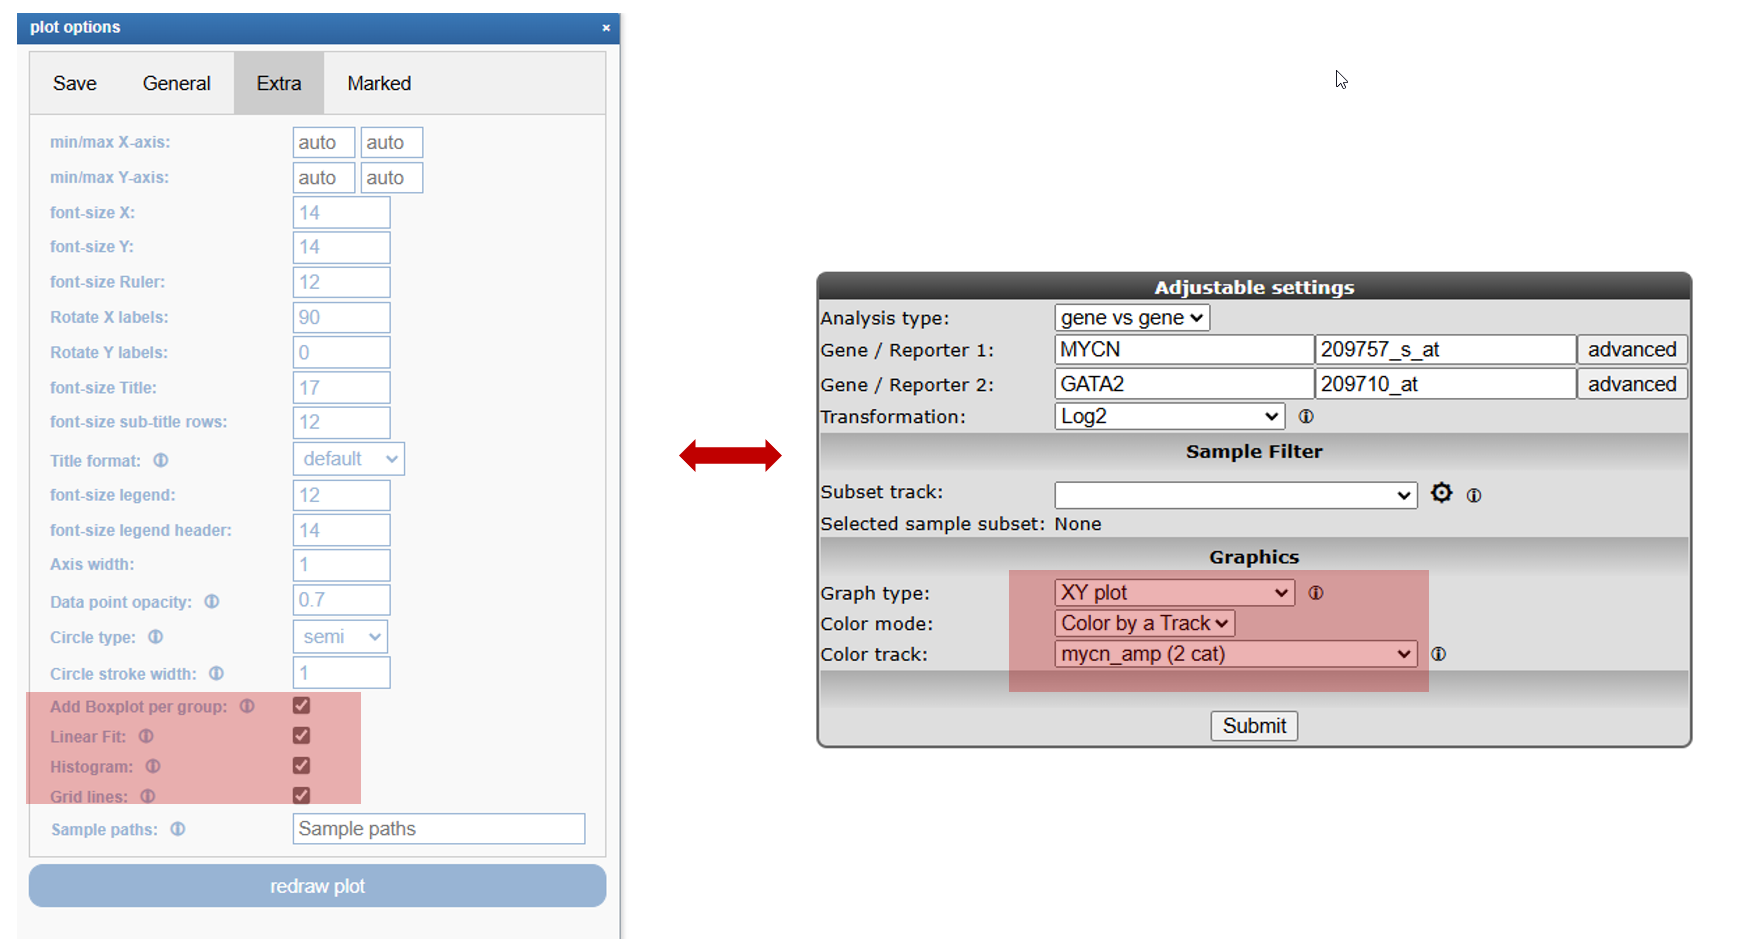 plot options ×
Save General Extra Marked
min/max X-axis: auto auto
min/max Y-axis: auto auto
font-size X: 14
font-size Y: 14
font-size Ruler: 12
Rotate X labels: 90
Rotate Y labels: 0
font-size Title: 17
font-size sub-title rows: 12
Title format: default
font-size legend: 12
font-size legend header: 14
Axis width: 1
Data point opacity: 0.7
Circle type: semi
Circle stroke width: 1
Add Boxplot per group:
Linear Fit:
Histogram:
Grid lines:
Sample paths: Sample paths
redraw plot
Adjustable settings
Analysis type: gene vs gene
Gene / Reporter 1: MYCN 209757_s_at advanced
Gene / Reporter 2: GATA2 209710_at advanced
Transformation: Log2
Sample Filter
Subset track:
Selected sample subset: None
Graphics
Graph type: XY plot
Color mode: Color by a Track
Color track: mycn_amp (2 cat)
Submit